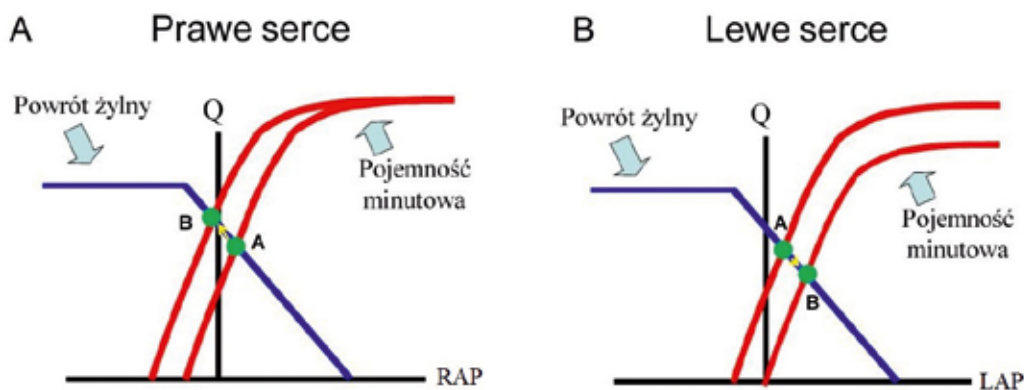 A Prawe serce
Powrót żylny
Q
Pojemność
minutowa
B
A
RAP
B Lewe serce
Powrót żylny
Q
Pojemność
minutowa
A
B
LAP